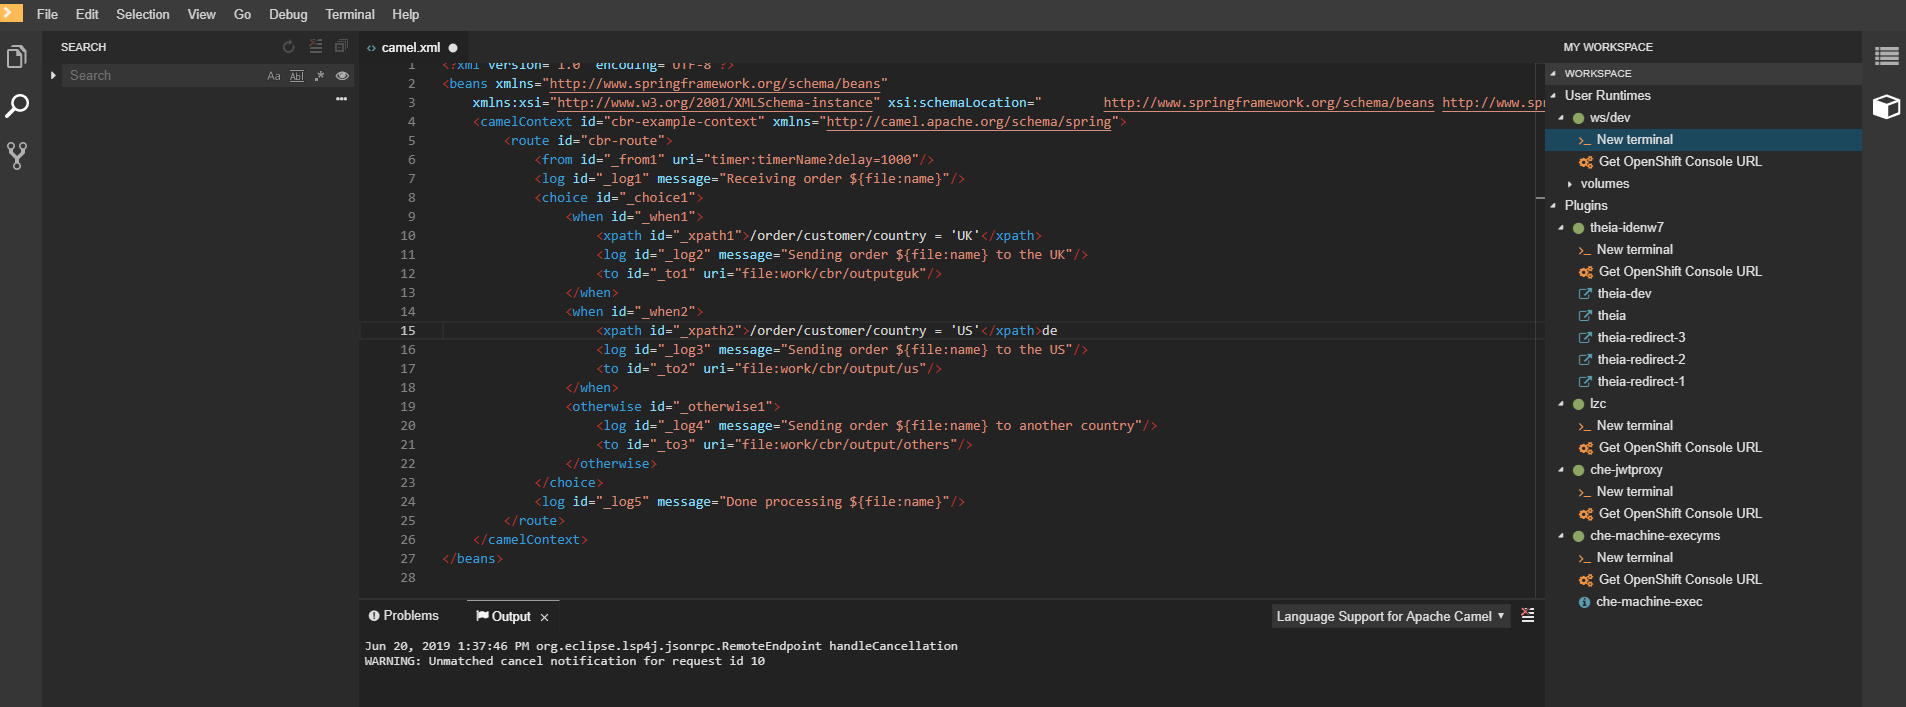 File Edit Selection View Go Debug Terminal Help
SEARCH
Search Aa Abl .*
camel.xml
1 <?xml version="1.0" encoding="UTF-8"?>
2 <beans xmlns="http://www.springframework.org/schema/beans"
3 xmlns:xsi="http://www.w3.org/2001/XMLSchema-instance" xsi:schemaLocation=" http://www.springframework.org/schema/beans http://www.spr
4 <camelContext id="cbr-example-context" xmlns="http://camel.apache.org/schema/spring">
5 <route id="cbr-route">
6 <from id="_from1" uri="timer:timerName?delay=1000"/>
7 <log id="_log1" message="Receiving order ${file:name}"/>
8 <choice id="_choice1">
9 <when id="_when1">
10 <xpath id="_xpath1">/order/customer/country = 'UK'</xpath>
11 <log id="_log2" message="Sending order ${file:name} to the UK"/>
12 <to id="_to1" uri="file:work/cbr/outputguk"/>
13 </when>
14 <when id="_when2">
15 <xpath id="_xpath2">/order/customer/country = 'US'</xpath>de
16 <log id="_log3" message="Sending order ${file:name} to the US"/>
17 <to id="_to2" uri="file:work/cbr/output/us"/>
18 </when>
19 <otherwise id="_otherwise1">
20 <log id="_log4" message="Sending order ${file:name} to another country"/>
21 <to id="_to3" uri="file:work/cbr/output/others"/>
22 </otherwise>
23 </choice>
24 <log id="_log5" message="Done processing ${file:name}"/>
25 </route>
26 </camelContext>
27 </beans>
28
Problems Output × Language Support for Apache Camel
Jun 20, 2019 1:37:46 PM org.eclipse.lsp4j.jsonrpc.RemoteEndpoint handleCancellation
WARNING: Unmatched cancel notification for request id 10
MY WORKSPACE
WORKSPACE
User Runtimes
ws/dev
New terminal
Get OpenShift Console URL
volumes
Plugins
theia-idenw7
New terminal
Get OpenShift Console URL
theia-dev
theia
theia-redirect-3
theia-redirect-2
theia-redirect-1
lzc
New terminal
Get OpenShift Console URL
che-jwtproxy
New terminal
Get OpenShift Console URL
che-machine-execyms
New terminal
Get OpenShift Console URL
che-machine-exec